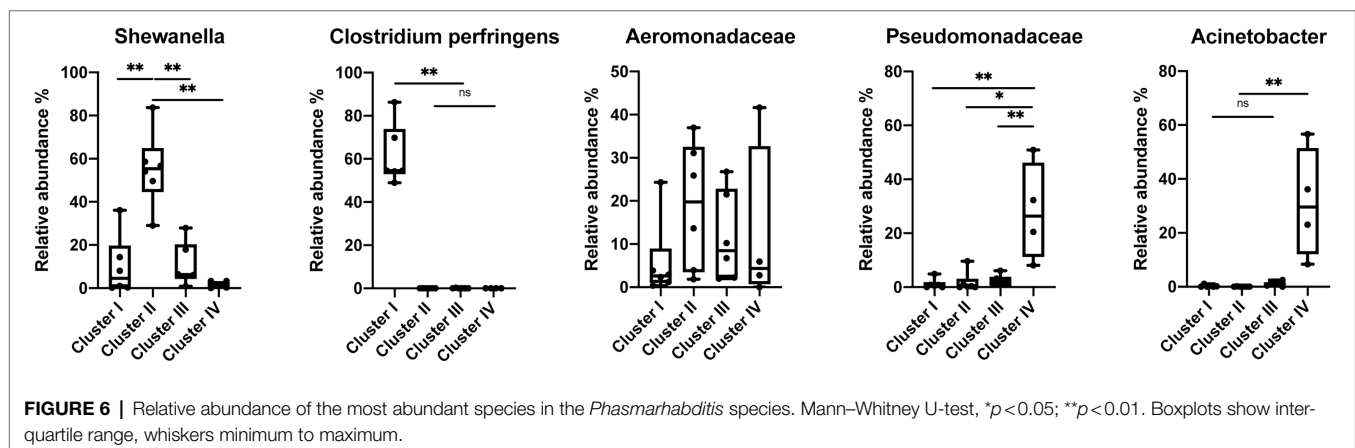 Shewanella
Clostridium perfringens
Aeromonadaceae
Pseudomonadaceae
Acinetobacter
Relative abundance %
100
80
60
40
20
0
** **
**
Cluster I
Cluster II
Cluster III
Cluster IV
Relative abundance %
100
80
60
40
20
0
**
ns
Cluster I
Cluster II
Cluster III
Cluster IV
Relative abundance %
50
40
30
20
10
0
Cluster I
Cluster II
Cluster III
Cluster IV
Relative abundance %
80
60
40
20
0
**
*
**
Cluster I
Cluster II
Cluster III
Cluster IV
Relative abundance %
80
60
40
20
0
**
ns
Cluster I
Cluster II
Cluster III
Cluster IV
FIGURE 6 | Relative abundance of the most abundant species in the Phasmarhabditis species. Mann–Whitney U-test, *p<0.05; **p<0.01. Boxplots show inter-
quartile range, whiskers minimum to maximum.